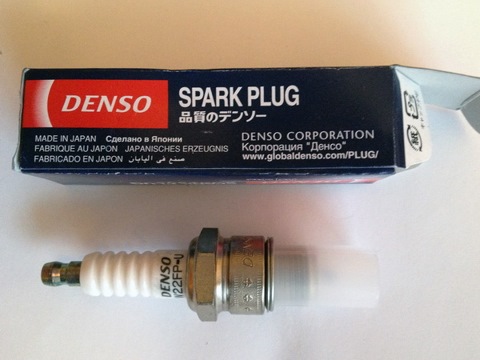 DENSO
SPARK PLUG
品質のデンソー
MADE IN JAPAN Сделано в Японии
FABRIQUE AU JAPON JAPANISCHES ERZEUGNIS
FABRICADO EN JAPON صنع في اليابان
DENSO CORPORATION
Корпорация "Денсо"
www.globaldenso.com/PLUG/
DENSO